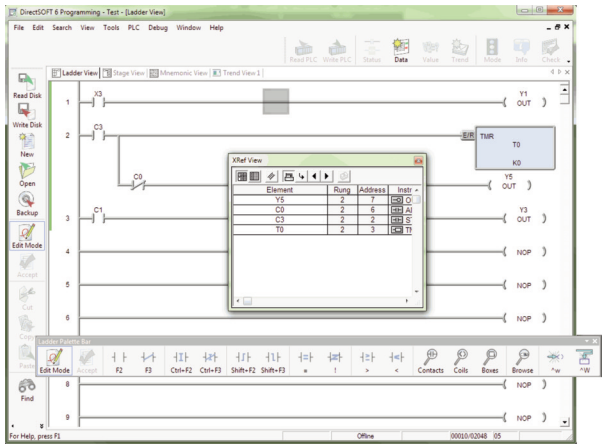 DirectSOFT 6 Programming - Test - [Ladder View]
File Edit Search View Tools PLC Debug Window Help
Read PLC Write PLC Status Data Value Trend Mode Info Check
Ladder View Stage View Mnemonic View Trend View 1
Read Disk
Write Disk
New
Open
Backup
Edit Mode
Accept
Cut
Copy
Paste
Find
1 X3 Y1
OUT
2 C3 E/R TMR
T0
K0
C0 Y5
OUT
3 C1 Y3
OUT
4 NOP
5 NOP
6 NOP
XRef View
Element Rung Address Instr
Y5 2 7 O
C0 2 6 A
C3 2 2 S
T0 2 3 T
Ladder Palette Bar
Edit Mode Accept F2 F3 Ctrl+F2 Ctrl+F3 Shift+F2 Shift+F3 = ! > < Contacts Coils Boxes Browse ^w ^W
8 NOP
9 NOP
For Help, press F1 Offline 00010/02048 05